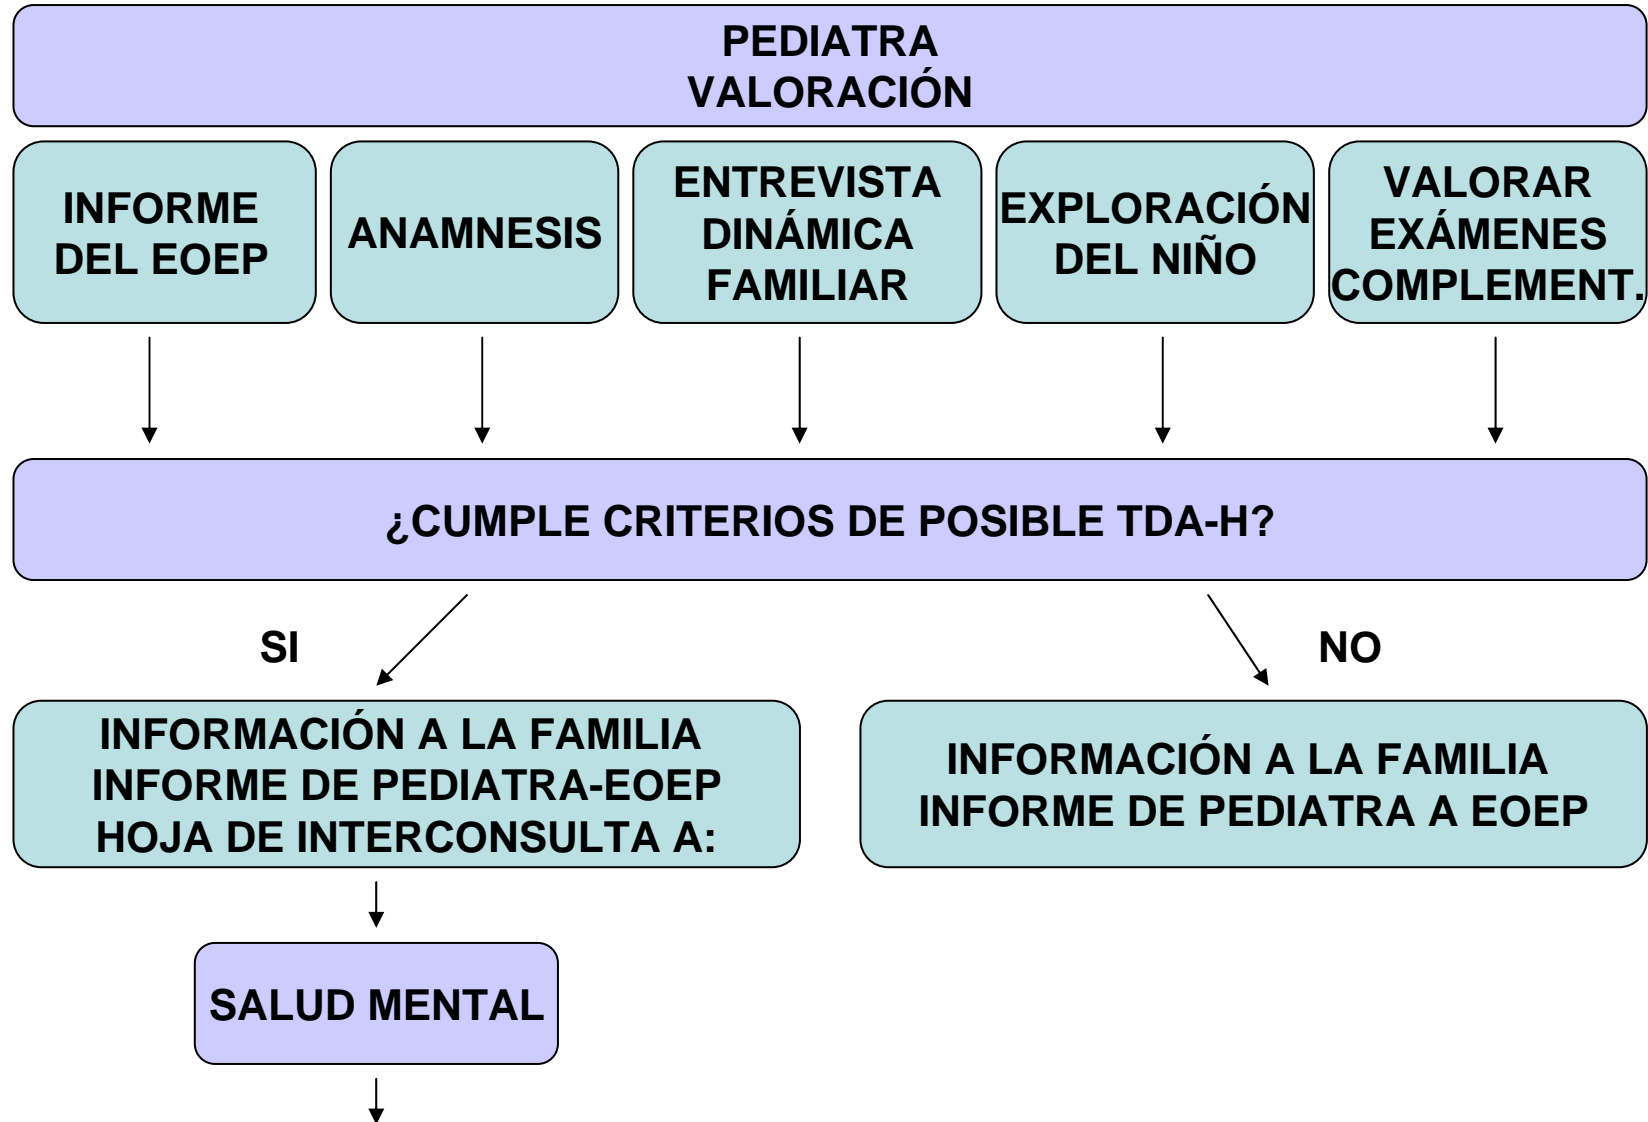 PEDIATRA
VALORACIÓN
INFORME
DEL EOEP
ANAMNESIS
ENTREVISTA
DINÁMICA
FAMILIAR
EXPLORACIÓN
DEL NIÑO
VALORAR
EXÁMENES
COMPLEMENT.
¿CUMPLE CRITERIOS DE POSIBLE TDA-H?
SI
NO
INFORMACIÓN A LA FAMILIA
INFORME DE PEDIATRA-EOEP
HOJA DE INTERCONSULTA A:
INFORMACIÓN A LA FAMILIA
INFORME DE PEDIATRA A EOEP
SALUD MENTAL